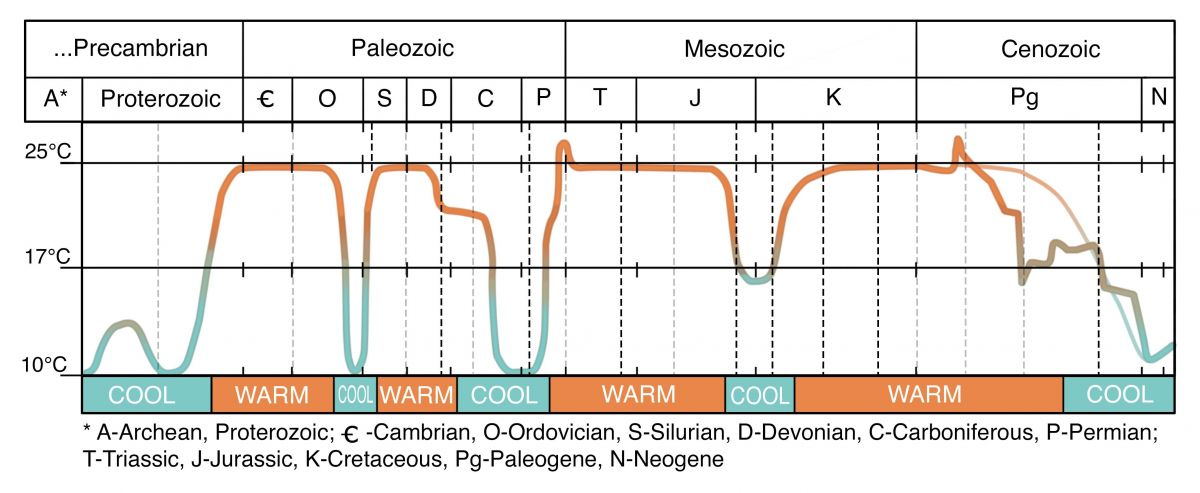 ...Precambrian Paleozoic Mesozoic Cenozoic
A* Proterozoic € O S D C P T J K Pg N
25°C
17°C
10°C
COOL WARM COOL WARM COOL WARM COOL WARM COOL
* A-Archean, Proterozoic; € -Cambrian, O-Ordovician, S-Silurian, D-Devonian, C-Carboniferous, P-Permian;
T-Triassic, J-Jurassic, K-Cretaceous, Pg-Paleogene, N-Neogene